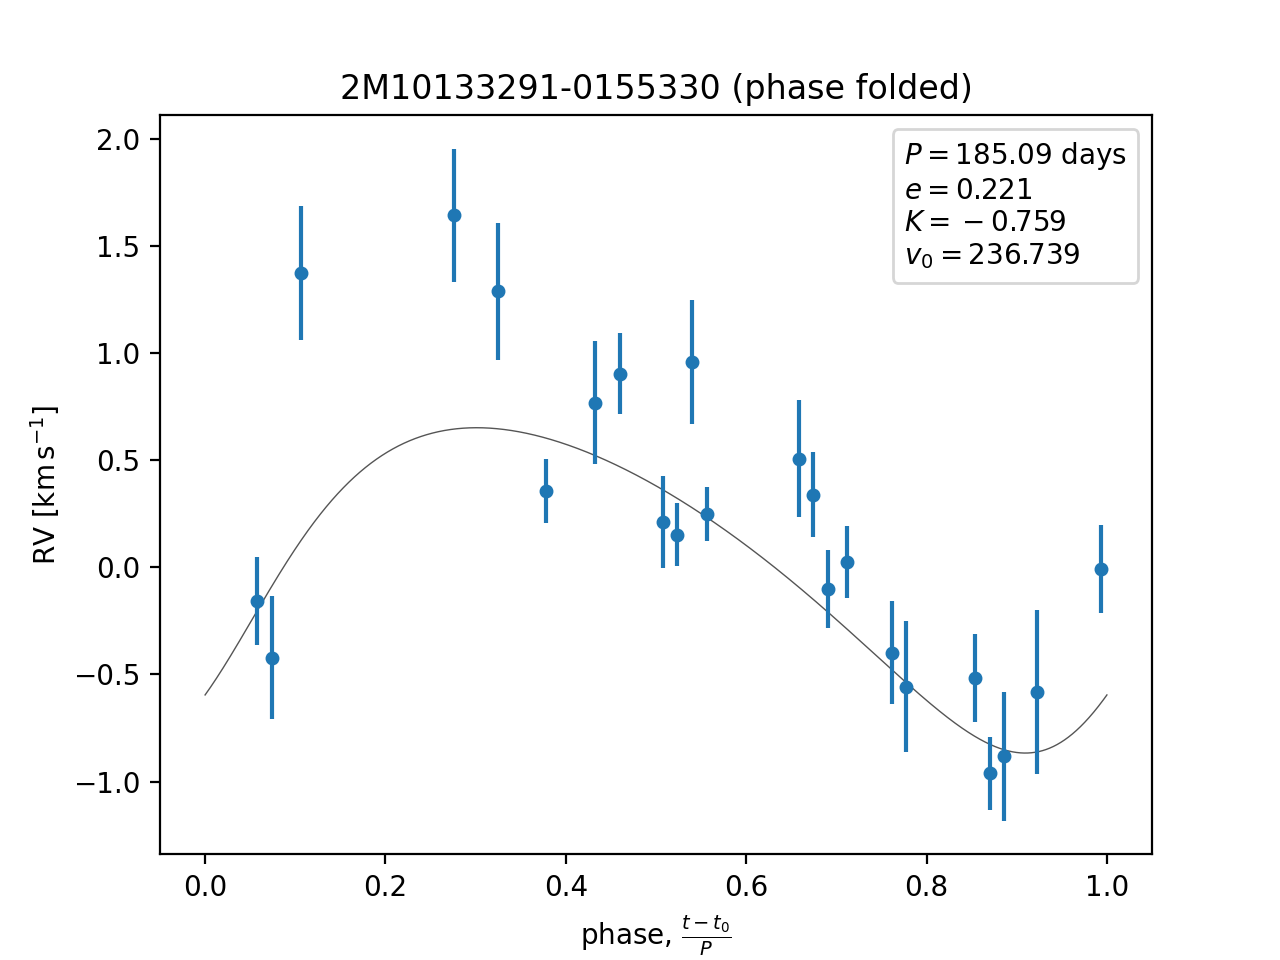 2M10133291-0155330 (phase folded)
P = 185.09 days
e = 0.221
K = −0.759
v₀ = 236.739
RV [km s⁻¹]
2.0
1.5
1.0
0.5
0.0
−0.5
−1.0
0.0 0.2 0.4 0.6 0.8 1.0
phase, (t − t₀)/P